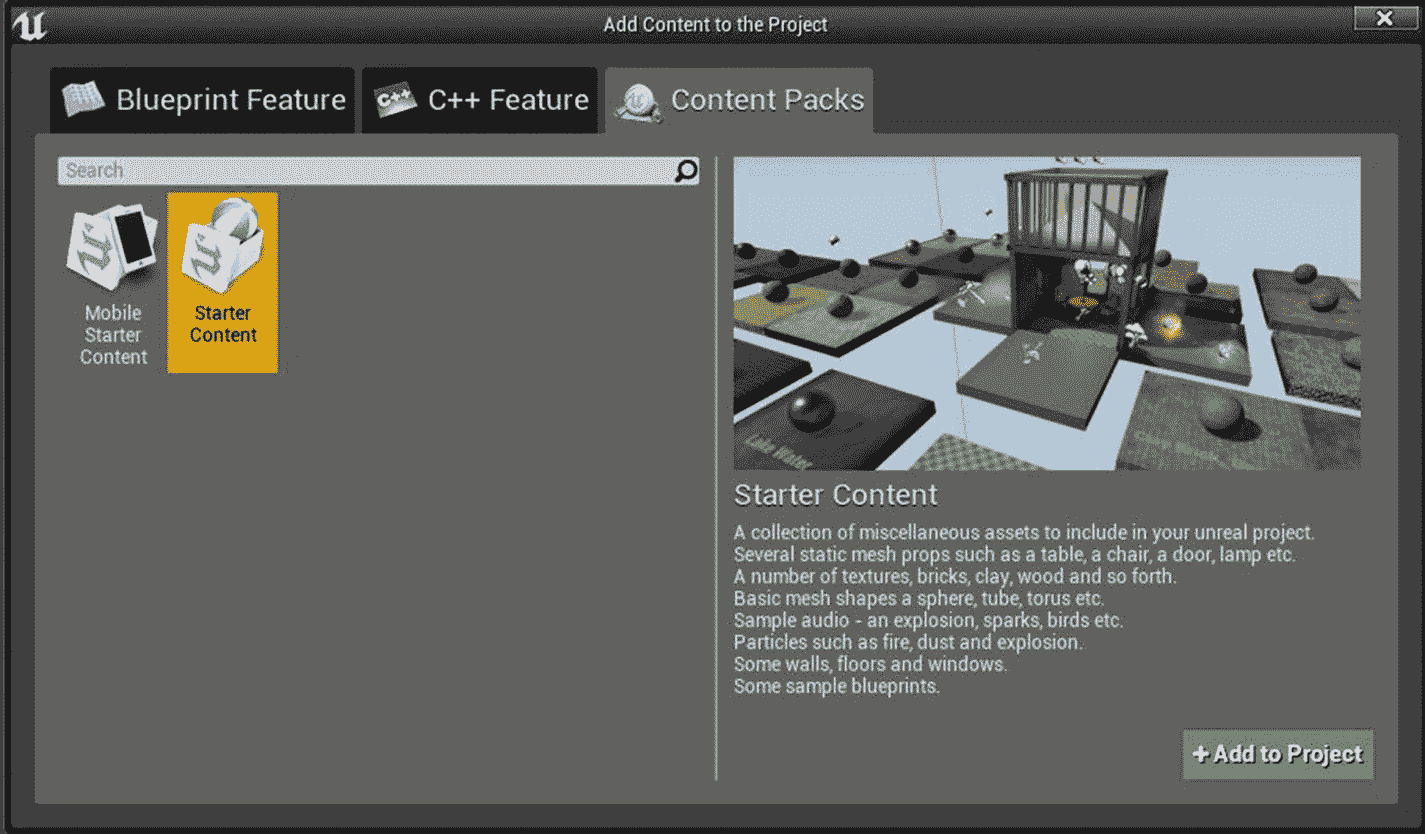 Add Content to the Project
Blueprint Feature
C++ Feature
Content Packs
Search
Mobile
Starter
Content
Starter
Content
Lake Water
Starter Content
A collection of miscellaneous assets to include in your unreal project.
Several static mesh props such as a table, a chair, a door, lamp etc.
A number of textures, bricks, clay, wood and so forth.
Basic mesh shapes a sphere, tube, torus etc.
Sample audio - an explosion, sparks, birds etc.
Particles such as fire, dust and explosion.
Some walls, floors and windows.
Some sample blueprints.
+ Add to Project